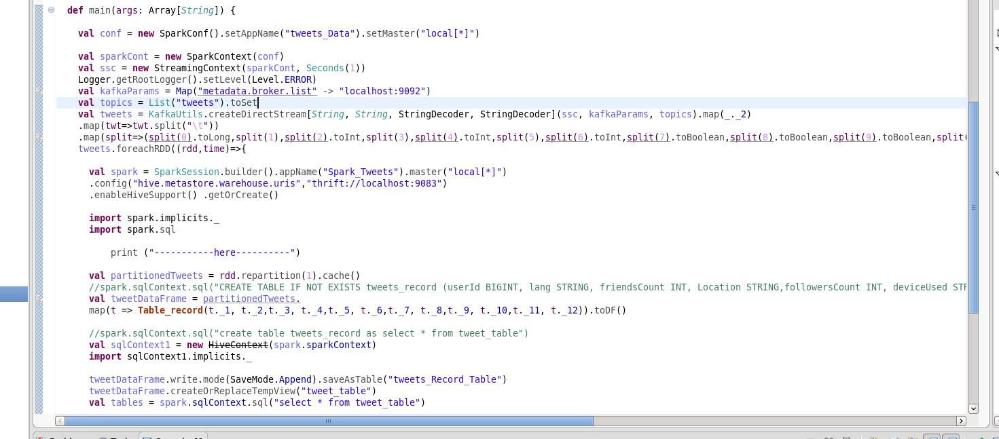 def main(args: Array[String]) {
val conf = new SparkConf().setAppName("tweets_Data").setMaster("local[*]")
val sparkCont = new SparkContext(conf)
val ssc = new StreamingContext(sparkCont, Seconds(1))
Logger.getRootLogger().setLevel(Level.ERROR)
val kafkaParams = Map("metadata.broker.list" -> "localhost:9092")
val topics = List("tweets").toSet
val tweets = KafkaUtils.createDirectStream[String, String, StringDecoder, StringDecoder](ssc, kafkaParams, topics).map(_._2)
.map(twt=>twt.split("\t"))
.map(split=>(split(0).toLong,split(1),split(2).toInt,split(3),split(4).toInt,split(5),split(6).toInt,split(7).toBoolean,split(8).toBoolean,split(9).toBoolean,split(
tweets.foreachRDD((rdd,time)=>{
val spark = SparkSession.builder().appName("Spark_Tweets").master("local[*]")
.config("hive.metastore.warehouse.uris","thrift://localhost:9083")
.enableHiveSupport() .getOrCreate()
import spark.implicits._
import spark.sql
print ("-----------here----------")
val partitionedTweets = rdd.repartition(1).cache()
//spark.sqlContext.sql("CREATE TABLE IF NOT EXISTS tweets_record (userId BIGINT, lang STRING, friendsCount INT, Location STRING,followersCount INT, deviceUsed STR
val tweetDataFrame = partitionedTweets.
map(t => Table_record(t._1, t._2,t._3, t._4,t._5, t._6,t._7, t._8,t._9, t._10,t._11, t._12)).toDF()
//spark.sqlContext.sql("create table tweets_record as select * from tweet_table")
val sqlContext1 = new HiveContext(spark.sparkContext)
import sqlContext1.implicits._
tweetDataFrame.write.mode(SaveMode.Append).saveAsTable("tweets_Record_Table")
tweetDataFrame.createOrReplaceTempView("tweet_table")
val tables = spark.sqlContext.sql("select * from tweet_table")